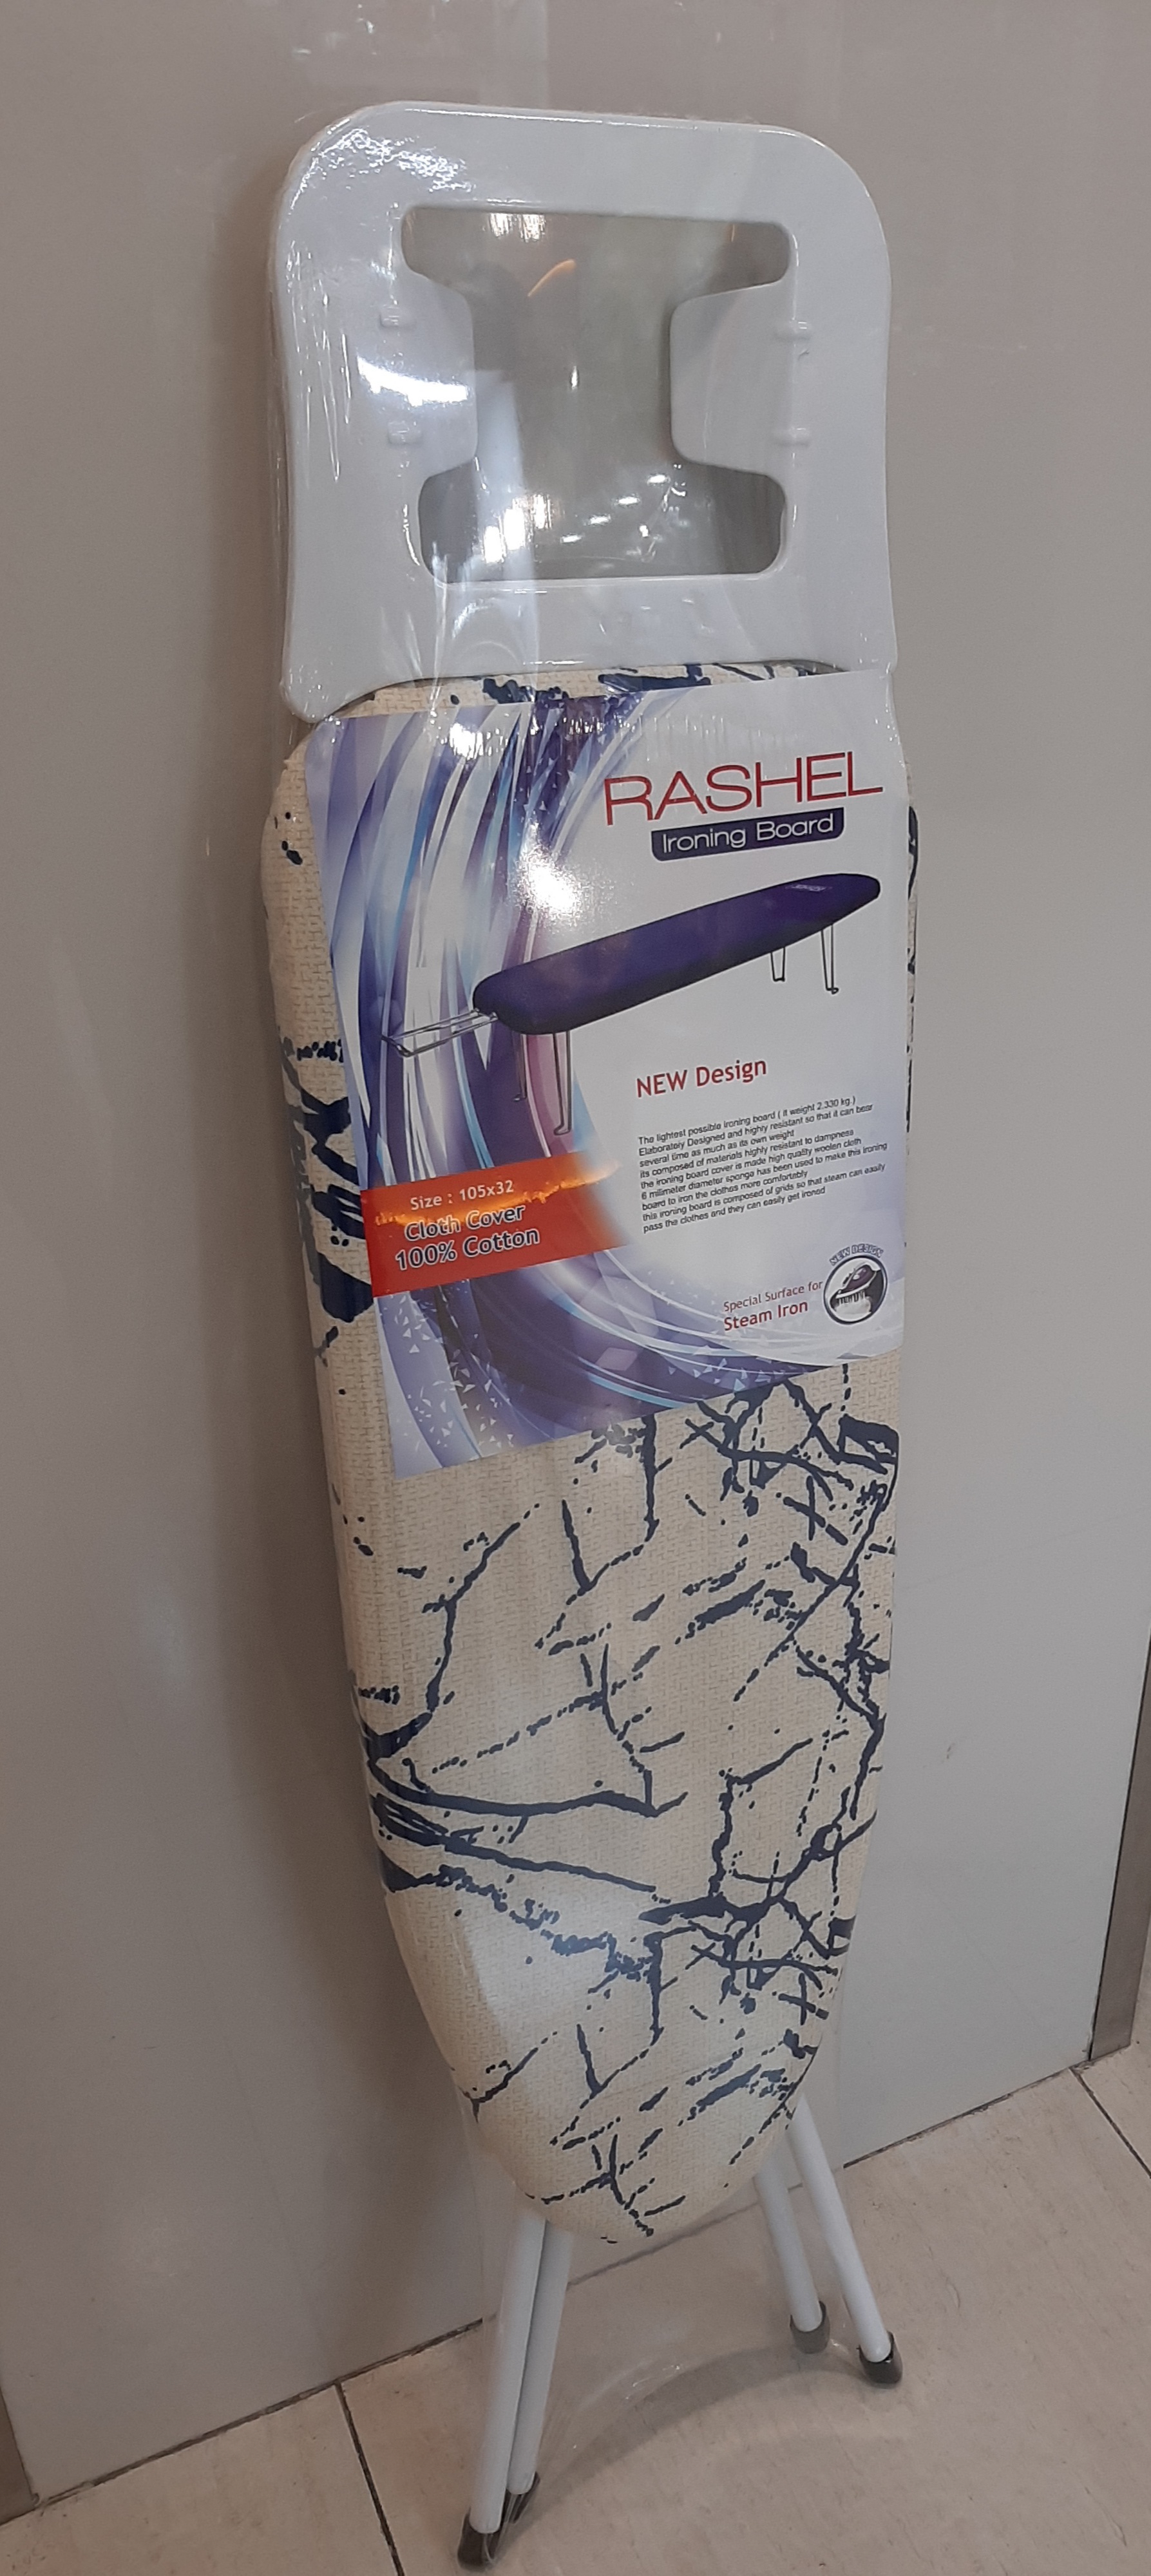 RASHEL
Ironing Board
NEW Design
The lightest possible ironing board ( it weight 2.330 kg.)
Elaborately Designed and highly resistant so that it can bear
several time as much as its own weight
its composed of materials highly resistant to dampness
the ironing board cover is made high quality woolen cloth
6 milimeter diameter sponge has been used to make this ironing
board to iron the clothes more comfortably
this ironing board is composed of grids so that steam can easily
pass the clothes and they can easily get ironed
Size : 105x32
Cloth Cover
100% Cotton
NEW DESIGN
Special Surface for
Steam Iron